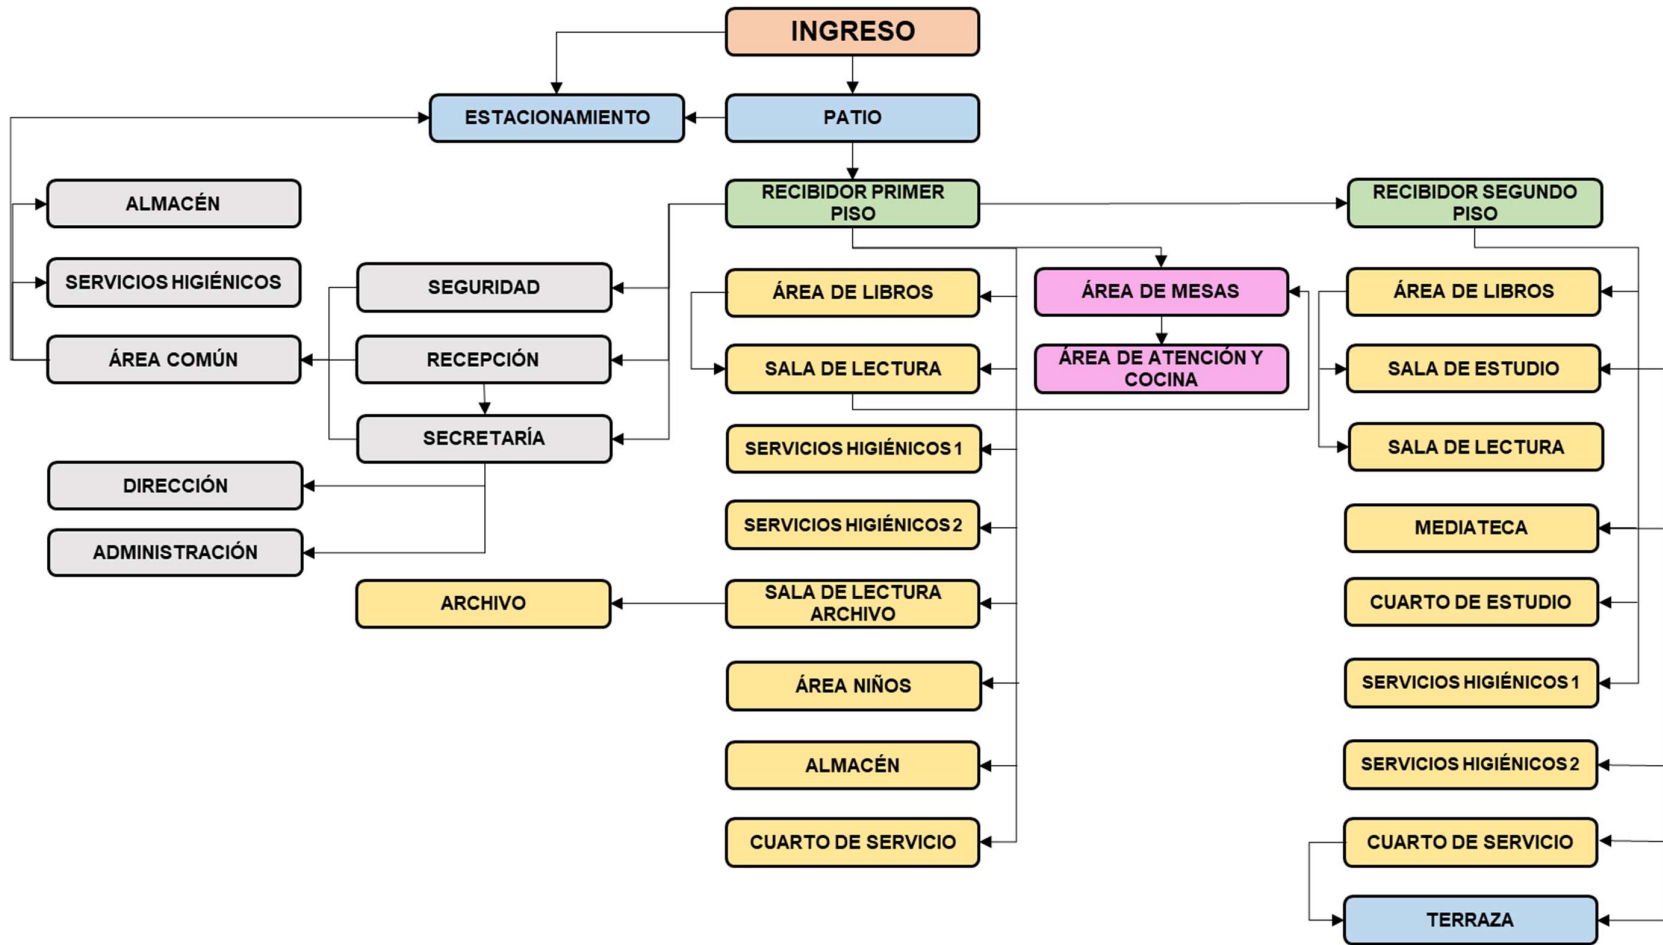 INGRESO
ESTACIONAMIENTO
PATIO
ALMACÉN
RECIBIDOR PRIMER
PISO
RECIBIDOR SEGUNDO
PISO
SERVICIOS HIGIÉNICOS
SEGURIDAD
ÁREA DE LIBROS
ÁREA DE MESAS
ÁREA DE LIBROS
ÁREA COMÚN
RECEPCIÓN
SALA DE LECTURA
ÁREA DE ATENCIÓN Y
COCINA
SALA DE ESTUDIO
SECRETARÍA
SERVICIOS HIGIÉNICOS 1
SALA DE LECTURA
DIRECCIÓN
SERVICIOS HIGIÉNICOS 2
MEDIATECA
ADMINISTRACIÓN
ARCHIVO
SALA DE LECTURA
ARCHIVO
CUARTO DE ESTUDIO
ÁREA NIÑOS
SERVICIOS HIGIÉNICOS 1
ALMACÉN
SERVICIOS HIGIÉNICOS 2
CUARTO DE SERVICIO
CUARTO DE SERVICIO
TERRAZA